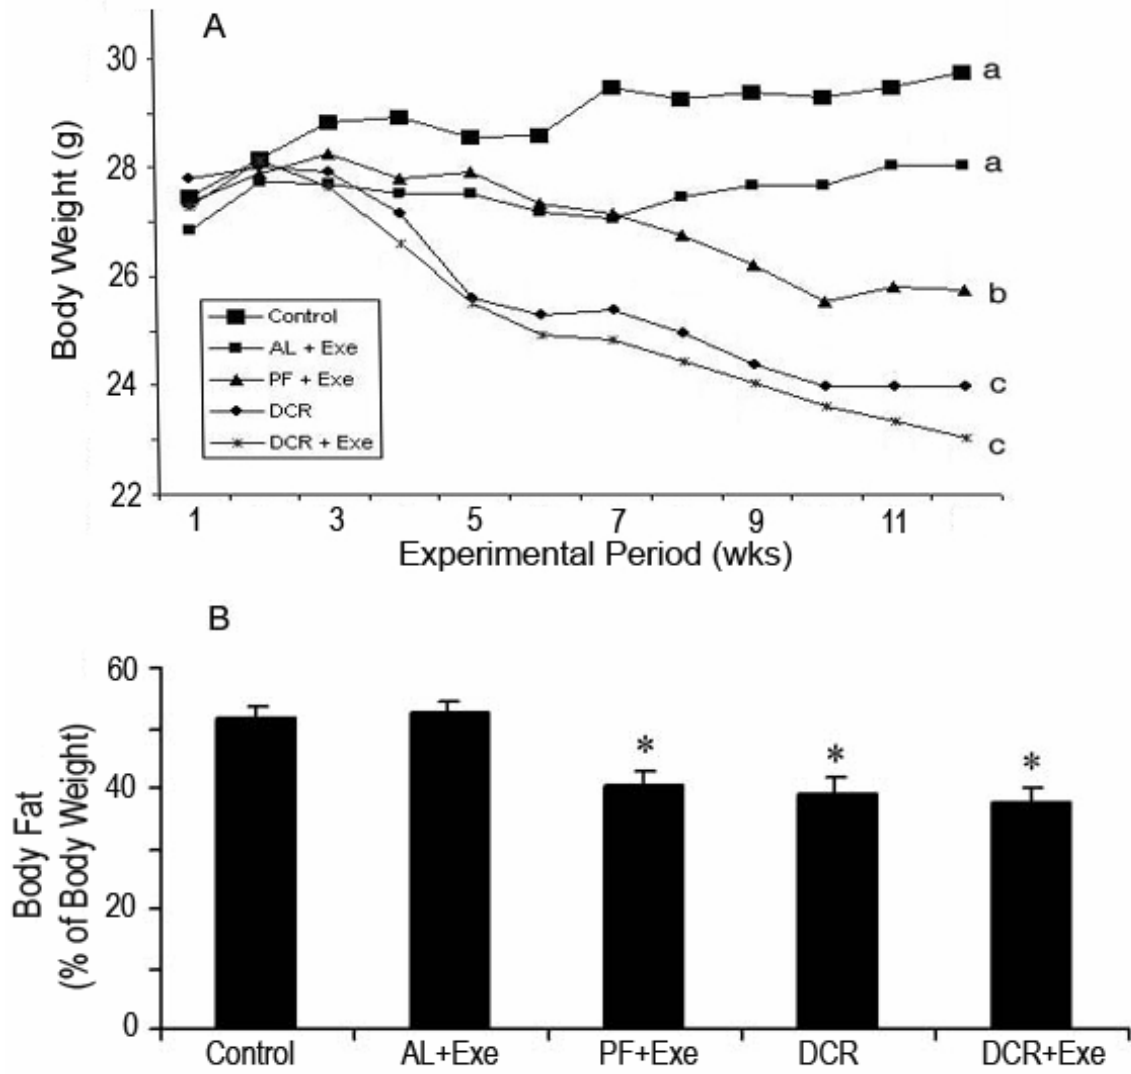 A
30
28
26
24
22
Body Weight (g)
a
a
b
c
c
Control
AL + Exe
PF + Exe
DCR
DCR + Exe
1 3 5 7 9 11
Experimental Period (wks)
B
60
40
20
0
Body Fat
(% of Body Weight)
* * *
Control AL+Exe PF+Exe DCR DCR+Exe